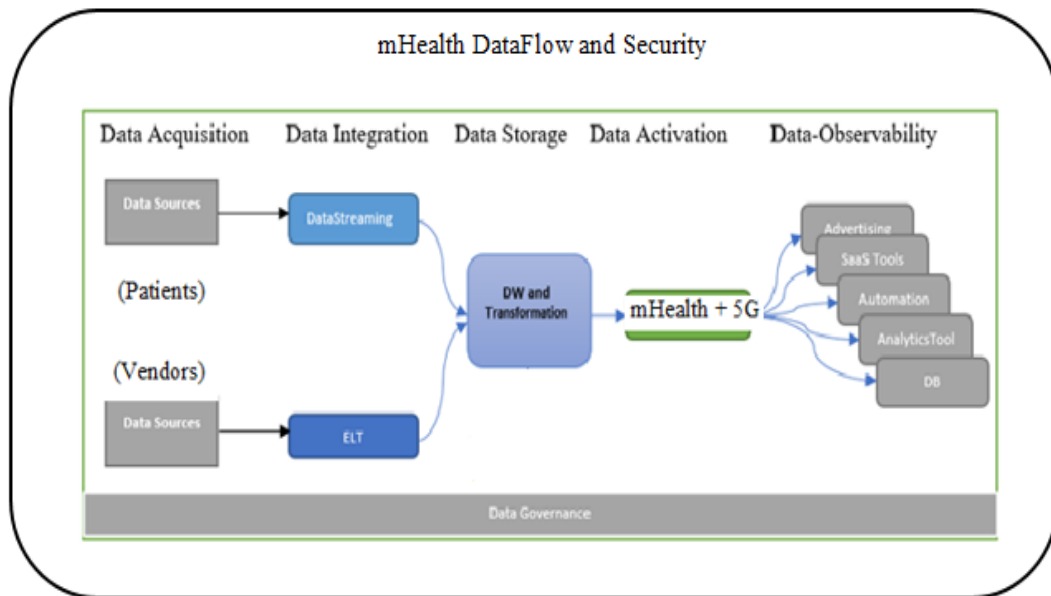 mHealth DataFlow and Security
Data Acquisition
Data Integration
Data Storage
Data Activation
Data-Observability
Data Sources
DataStreaming
(Patients)
DW and
Transformation
mHealth + 5G
Advertising
SaaS Tools
Automation
AnalyticsTool
DB
(Vendors)
Data Sources
ELT
Data Governance